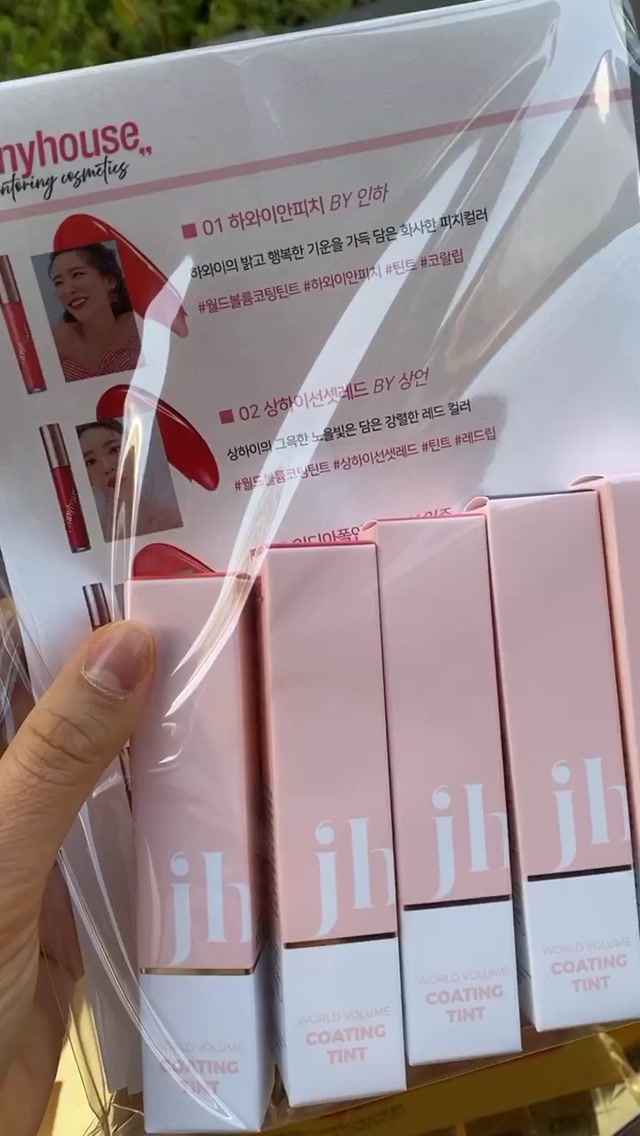 nyhouse,,
entoring cosmetics
01 하와이안피치 BY 인하
하와이의 밝고 행복한 기운을 가득 담은 화사한 피치컬러
#월드볼륨코팅틴트 #하와이안피치 #틴트 #코랄립
02 상하이선셋레드 BY 상언
상하이의 그윽한 노을빛은 담은 강렬한 레드 컬러
#월드볼륨코팅틴트 #상하이선셋레드 #틴트 #레드립
jh
jh
jh
jh
WORLD VOLUME
COATING
TINT
WORLD VOLUME
COATING
TINT
WORLD VOLUME
COATING
TINT
VOLUME
COATING
TINT